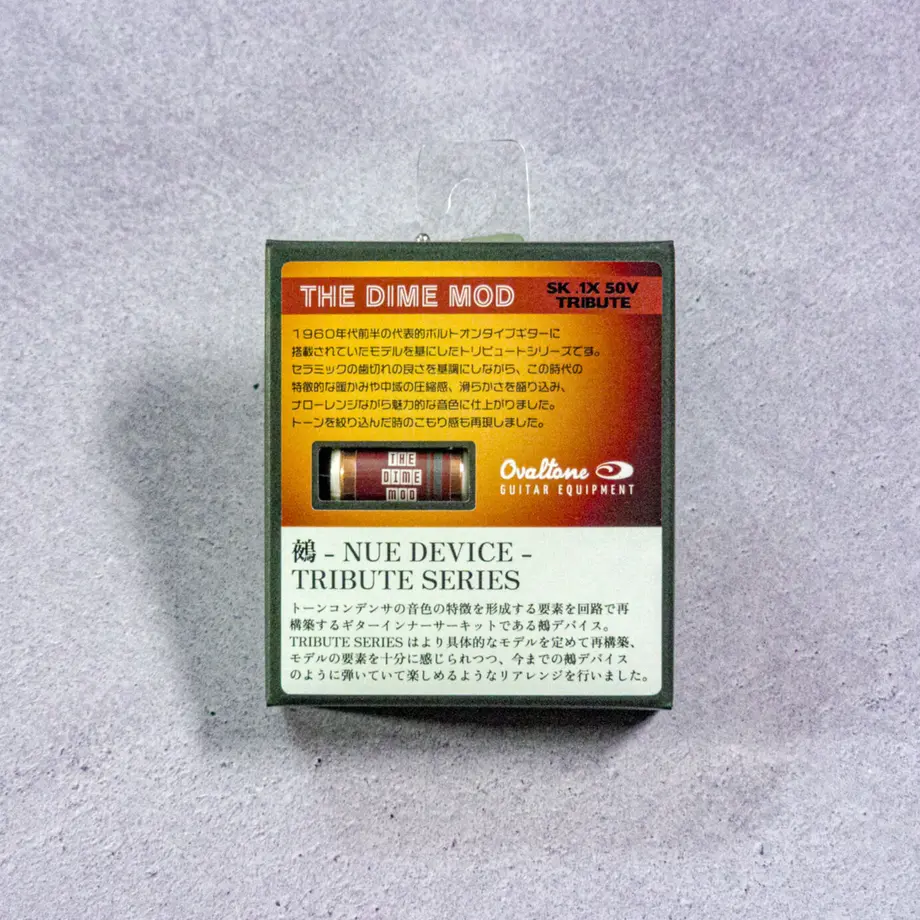 THE DIME MOD
SK .1X 50V
TRIBUTE
1960年代前半の代表的ボルトオンタイプギターに
搭載されていたモデルを基にしたトリビュートシリーズです。
セラミックの歯切れの良さを基調にしながら、この時代の
特徴的な暖かみや中域の圧縮感、滑らかさを盛り込み、
ナローレンジながら魅力的な音色に仕上がりました。
トーンを絞り込んだ時のこもり感も再現しました。
THE
DIME
MOD
Ovaltone
GUITAR EQUIPMENT
鵺 – NUE DEVICE –
TRIBUTE SERIES
トーンコンデンサの音色の特徴を形成する要素を回路で再
構築するギターインナーサーキットである鵺デバイス。
TRIBUTE SERIES はより具体的なモデルを定めて再構築、
モデルの要素を十分に感じられつつ、今までの鵺デバイス
のように弾いていて楽しめるようなリアレンジを行いました。